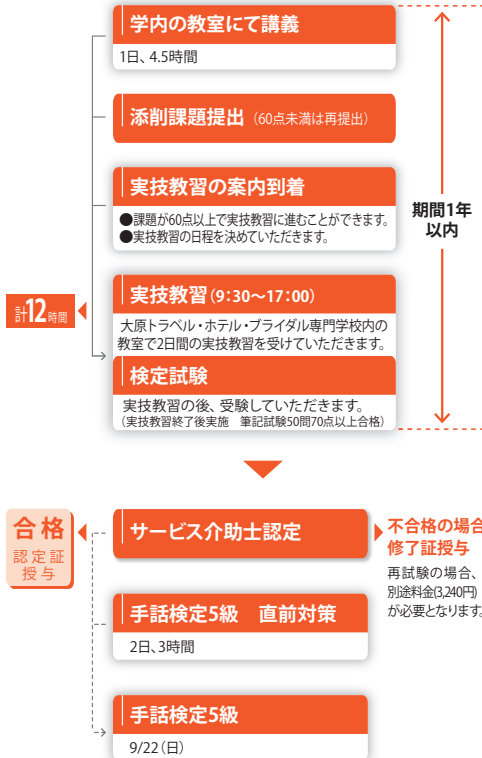 学内の教室にて講義
1日、4.5時間
添削課題提出（60点未満は再提出）
実技教習の案内到着
●課題が60点以上で実技教習に進むことができます。
●実技教習の日程を決めていただきます。
期間1年
以内
実技教習（9:30〜17:00）
計12時間
大原トラベル・ホテル・ブライダル専門学校内の
教室で2日間の実技教習を受けていただきます。
検定試験
実技教習の後、受験していただきます。
（実技教習終了後実施　筆記試験50問70点以上合格）
合格
認定証
授与
サービス介助士認定
不合格の場合
修了証授与
再試験の場合、
別途料金(3,240円)
が必要となります。
手話検定5級　直前対策
2日、3時間
手話検定5級
9/22（日）